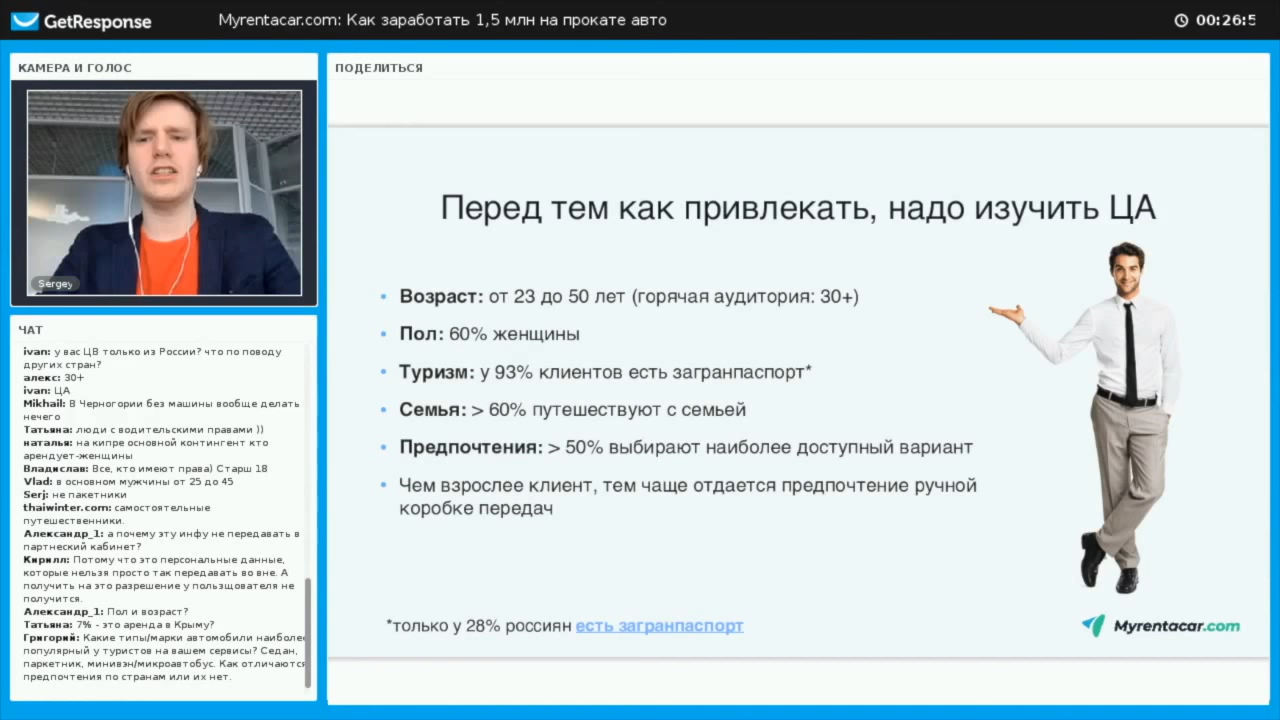 GetResponse
Myrentacar.com: Как заработать 1,5 млн на прокате авто
00:26:5
КАМЕРА И ГОЛОС
Sergey
ЧАТ
ivan: у вас ЦВ только из России? что по поводу
других стран?
алекс: 30+
ivan: ЦА
Mikhail: В Черногории без машины вообще делать
нечего
Татьяна: люди с водительскими правами ))
наталья: на кипре основной контингент кто
арендует-женщины
Владислав: Все, кто имеют права) Старш 18
Vlad: в основном мужчины от 25 до 45
Serj: не пакетники
thaiwinter.com: самостоятельные
путешественники.
Александр_1: а почему эту инфу не передавать в
партнеский кабинет?
Кирилл: Потому что это персональные данные,
которые нельзя просто так передавать во вне. А
получить на это разрешение у пользщователя не
получится.
Александр_1: Пол и возраст?
Татьяна: 7% - это аренда в Крыму?
Григорий: Какие типы/марки автомобили наиболее
популярный у туристов на вашем сервисы? Седан,
паркетник, минивэн/микроавтобус. Как отличаются
предпочтения по странам или их нет.
ПОДЕЛИТЬСЯ
Перед тем как привлекать, надо изучить ЦА
• Возраст: от 23 до 50 лет (горячая аудитория: 30+)
• Пол: 60% женщины
• Туризм: у 93% клиентов есть загранпаспорт*
• Семья: > 60% путешествуют с семьей
• Предпочтения: > 50% выбирают наиболее доступный вариант
• Чем взрослее клиент, тем чаще отдается предпочтение ручной
коробке передач
*только у 28% россиян есть загранпаспорт
Myrentacar.com